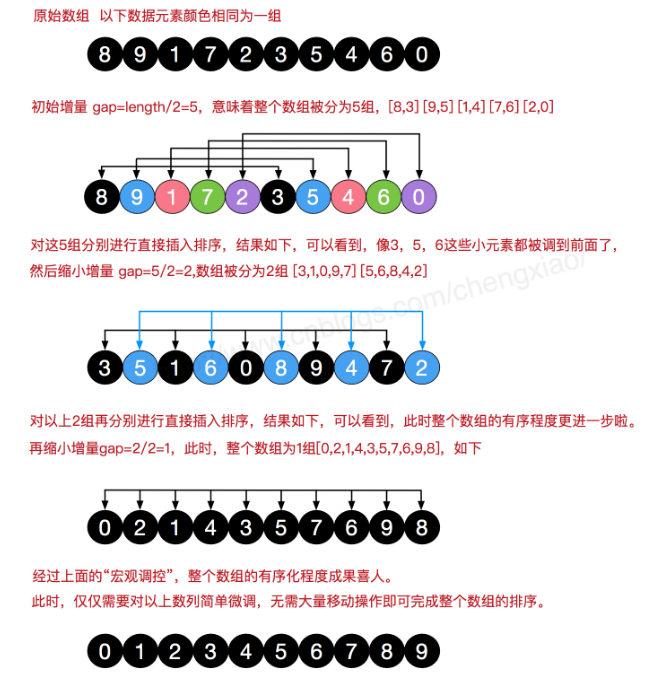 原始数组 以下数据元素颜色相同为一组
8 9 1 7 2 3 5 4 6 0
初始增量 gap=length/2=5，意味着整个数组被分为5组，[8,3][9,5][1,4][7,6][2,0]
8 9 1 7 2 3 5 4 6 0
对这5组分别进行直接插入排序，结果如下，可以看到，像3，5，6这些小元素都被调到前面了，
然后缩小增量 gap=5/2=2,数组被分为2组 [3,1,0,9,7][5,6,8,4,2]
www.cnblogs.com/chengxiao/
3 5 1 6 0 8 9 4 7 2
对以上2组再分别进行直接插入排序，结果如下，可以看到，此时整个数组的有序程度更进一步啦。
再缩小增量gap=2/2=1，此时，整个数组为1组[0,2,1,4,3,5,7,6,9,8]，如下
0 2 1 4 3 5 7 6 9 8
经过上面的“宏观调控”，整个数组的有序化程度成果喜人。
此时，仅仅需要对以上数列简单微调，无需大量移动操作即可完成整个数组的排序。
0 1 2 3 4 5 6 7 8 9